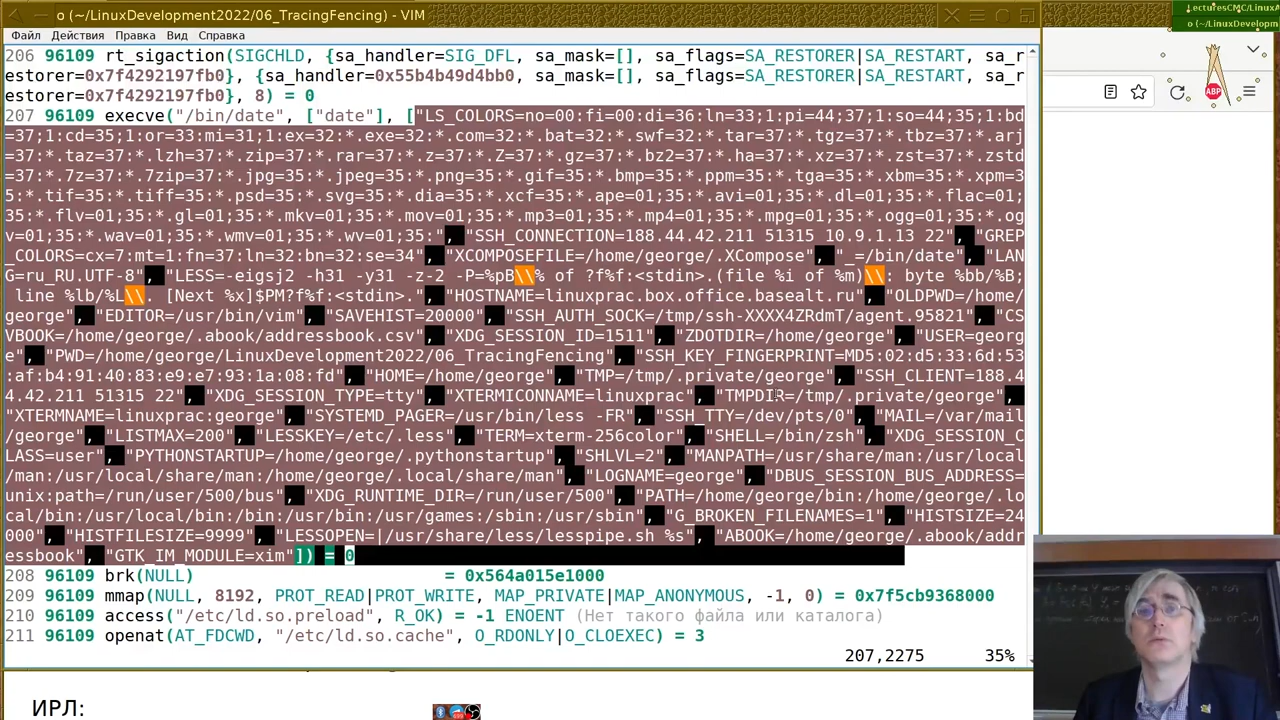 o (~/LinuxDevelopment2022/06_TracingFencing) - VIM
ecturesCMC/LinuxA
o (~/LinuxDevelopm
Файл Действия Правка Вид Справка
206 96109 rt_sigaction(SIGCHLD, {sa_handler=SIG_DFL, sa_mask=[], sa_flags=SA_RESTORER|SA_RESTART, sa_r
estorer=0x7f4292197fb0}, {sa_handler=0x55b4b49d4bb0, sa_mask=[], sa_flags=SA_RESTORER|SA_RESTART, sa_r
estorer=0x7f4292197fb0}, 8) = 0
207 96109 execve("/bin/date", ["date"], ["LS_COLORS=no=00:fi=00:di=36:ln=33;1:pi=44;37;1:so=44;35;1:bd
=37;1:cd=35;1:or=33:mi=31;1:ex=32:*.exe=32:*.com=32:*.bat=32:*.swf=32:*.tar=37:*.tgz=37:*.tbz=37:*.arj
=37:*.taz=37:*.lzh=37:*.zip=37:*.rar=37:*.z=37:*.Z=37:*.gz=37:*.bz2=37:*.ha=37:*.xz=37:*.zst=37:*.zstd
=37:*.7z=37:*.7zip=37:*.jpg=35:*.jpeg=35:*.png=35:*.gif=35:*.bmp=35:*.ppm=35:*.tga=35:*.xbm=35:*.xpm=3
5:*.tif=35:*.tiff=35:*.psd=35:*.svg=35:*.dia=35:*.xcf=35:*.ape=01;35:*.avi=01;35:*.dl=01;35:*.flac=01;
35:*.flv=01;35:*.gl=01;35:*.mkv=01;35:*.mov=01;35:*.mp3=01;35:*.mp4=01;35:*.mpg=01;35:*.ogg=01;35:*.og
v=01;35:*.wav=01;35:*.wmv=01;35:*.wv=01;35:", "SSH_CONNECTION=188.44.42.211 51315 10.9.1.13 22", "GREP
_COLORS=cx=7:mt=1:fn=37:ln=32:bn=32:se=34", "XCOMPOSEFILE=/home/george/.XCompose", "_=/bin/date", "LAN
G=ru_RU.UTF-8", "LESS=-eigsj2 -h31 -y31 -z-2 -P=%pB\\% of ?f%f:<stdin>.(file %i of %m)\\: byte %bb/%B;
 line %lb/%L\\. [Next %x]$PM?f%f:<stdin>.", "HOSTNAME=linuxprac.box.office.basealt.ru", "OLDPWD=/home/
george", "EDITOR=/usr/bin/vim", "SAVEHIST=20000", "SSH_AUTH_SOCK=/tmp/ssh-XXXX4ZRdmT/agent.95821", "CS
VBOOK=/home/george/.abook/addressbook.csv", "XDG_SESSION_ID=1511", "ZDOTDIR=/home/george", "USER=georg
e", "PWD=/home/george/LinuxDevelopment2022/06_TracingFencing", "SSH_KEY_FINGERPRINT=MD5:02:d5:33:6d:53
:af:b4:91:40:83:e9:e7:93:1a:08:fd", "HOME=/home/george", "TMP=/tmp/.private/george", "SSH_CLIENT=188.4
4.42.211 51315 22", "XDG_SESSION_TYPE=tty", "XTERMICONNAME=linuxprac", "TMPDIR=/tmp/.private/george", 
"XTERMNAME=linuxprac:george", "SYSTEMD_PAGER=/usr/bin/less -FR", "SSH_TTY=/dev/pts/0", "MAIL=/var/mail
/george", "LISTMAX=200", "LESSKEY=/etc/.less", "TERM=xterm-256color", "SHELL=/bin/zsh", "XDG_SESSION_C
LASS=user", "PYTHONSTARTUP=/home/george/.pythonstartup", "SHLVL=2", "MANPATH=/usr/share/man:/usr/local
/man:/usr/local/share/man:/home/george/.local/share/man", "LOGNAME=george", "DBUS_SESSION_BUS_ADDRESS=
unix:path=/run/user/500/bus", "XDG_RUNTIME_DIR=/run/user/500", "PATH=/home/george/bin:/home/george/.lo
cal/bin:/usr/local/bin:/bin:/usr/bin:/usr/games:/sbin:/usr/sbin", "G_BROKEN_FILENAMES=1", "HISTSIZE=24
000", "HISTFILESIZE=9999", "LESSOPEN=|/usr/share/less/lesspipe.sh %s", "ABOOK=/home/george/.abook/addr
essbook", "GTK_IM_MODULE=xim"]) = 0
208 96109 brk(NULL) = 0x564a015e1000
209 96109 mmap(NULL, 8192, PROT_READ|PROT_WRITE, MAP_PRIVATE|MAP_ANONYMOUS, -1, 0) = 0x7f5cb9368000
210 96109 access("/etc/ld.so.preload", R_OK) = -1 ENOENT (Нет такого файла или каталога)
211 96109 openat(AT_FDCWD, "/etc/ld.so.cache", O_RDONLY|O_CLOEXEC) = 3
207,2275 35%
ABP
ИРЛ: